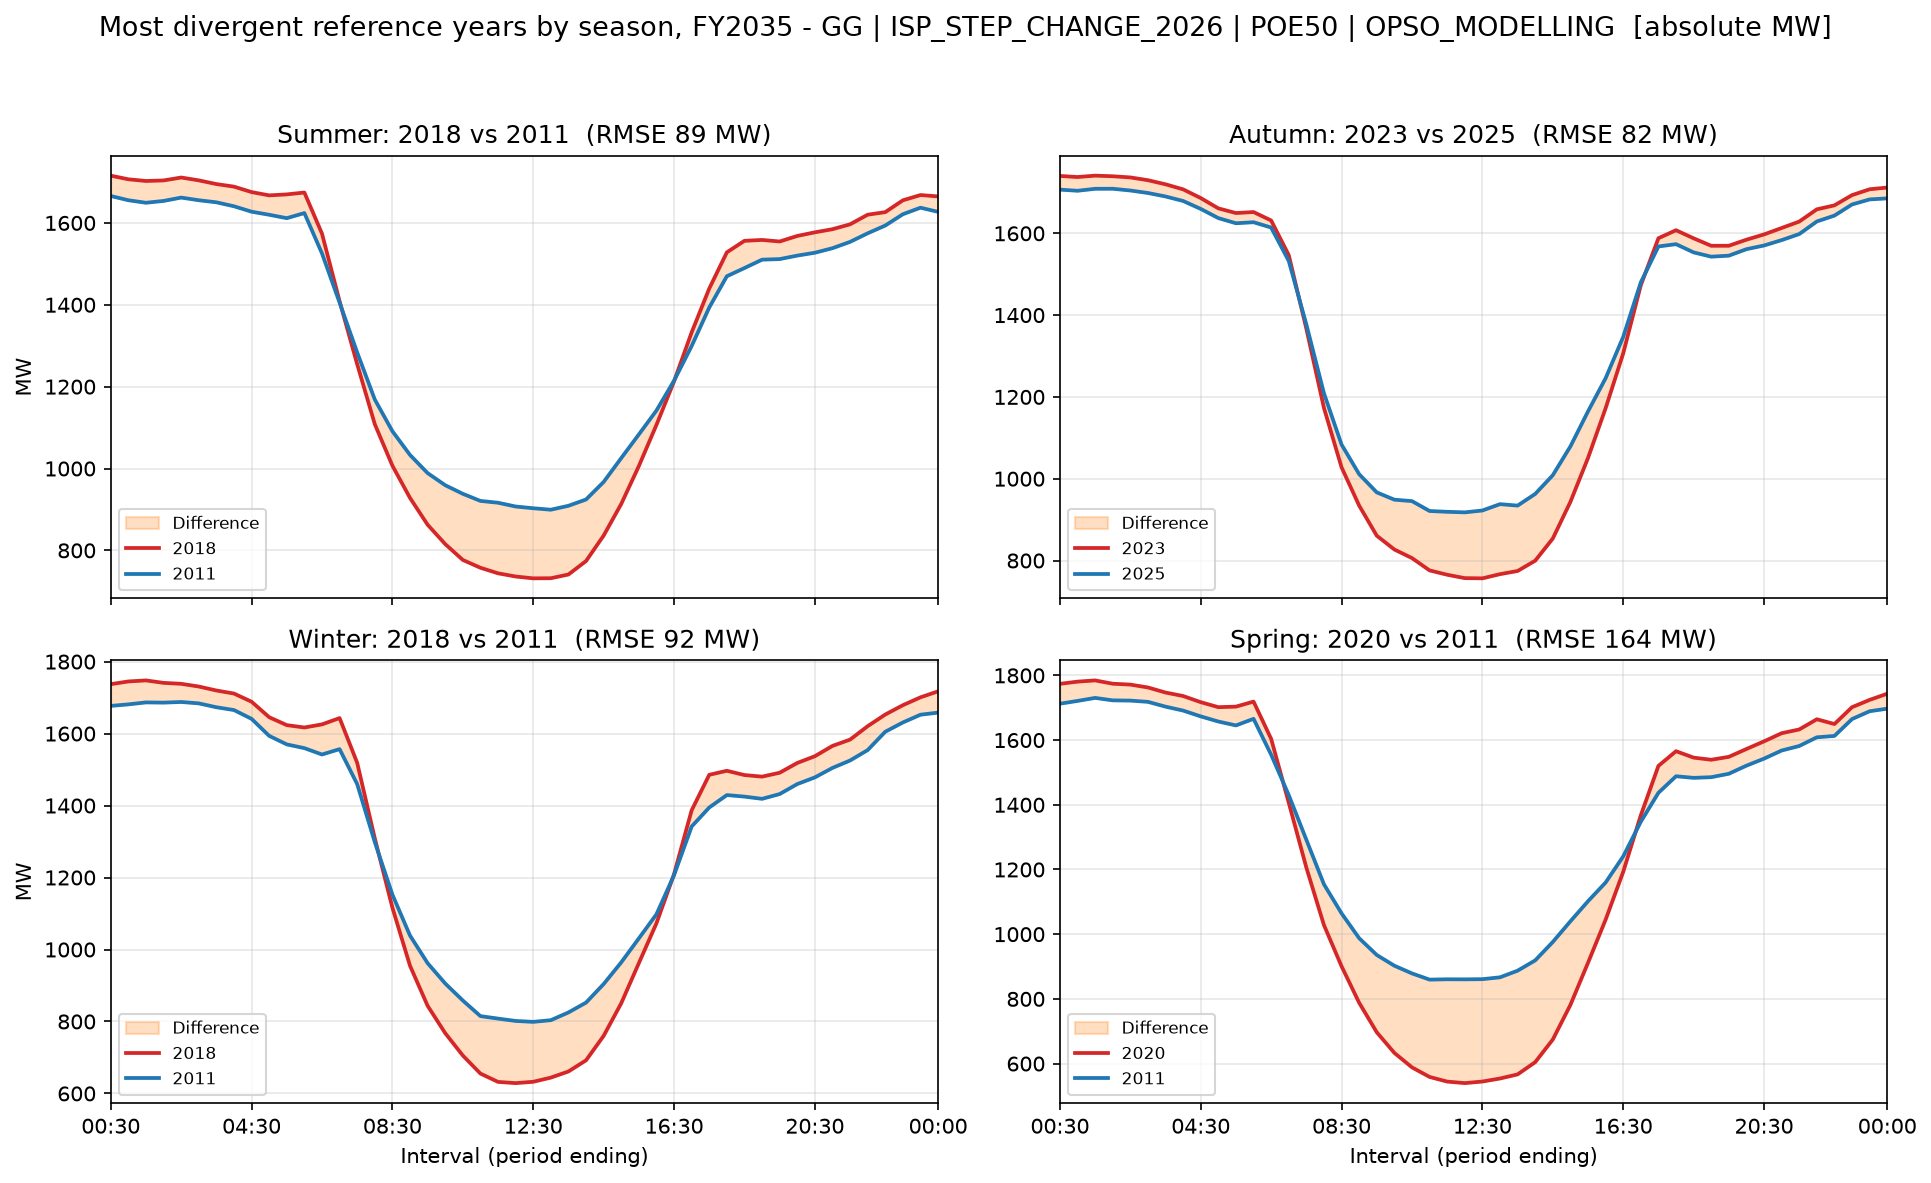 Most divergent reference years by season, FY2035 - GG | ISP_STEP_CHANGE_2026 | POE50 | OPSO_MODELLING  [absolute MW]
Summer: 2018 vs 2011  (RMSE 89 MW)
MW
1600
1400
1200
1000
800
Difference
2018
2011
Autumn: 2023 vs 2025  (RMSE 82 MW)
1600
1400
1200
1000
800
Difference
2023
2025
Winter: 2018 vs 2011  (RMSE 92 MW)
MW
1800
1600
1400
1200
1000
800
600
Difference
2018
2011
00:30 04:30 08:30 12:30 16:30 20:30 00:00
Interval (period ending)
Spring: 2020 vs 2011  (RMSE 164 MW)
1800
1600
1400
1200
1000
800
600
Difference
2020
2011
00:30 04:30 08:30 12:30 16:30 20:30 00:00
Interval (period ending)